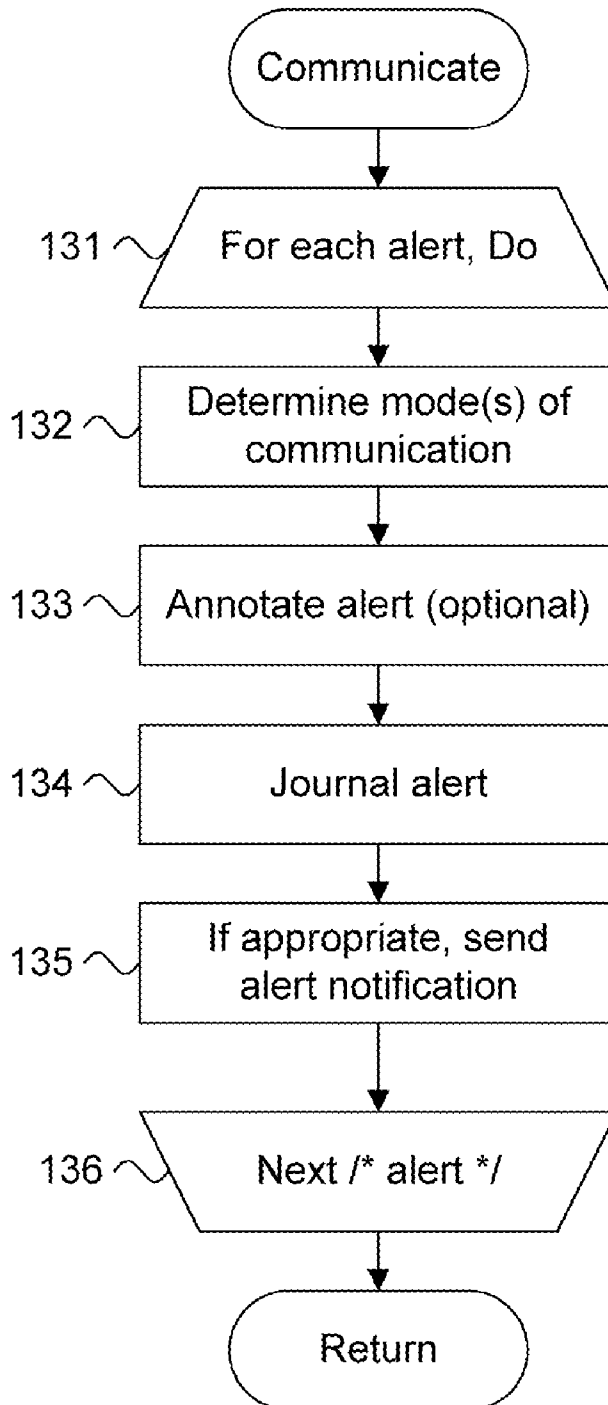 Communicate
131 For each alert, Do
132 Determine mode(s) of
communication
133 Annotate alert (optional)
134 Journal alert
135 If appropriate, send
alert notification
136 Next /* alert */
Return